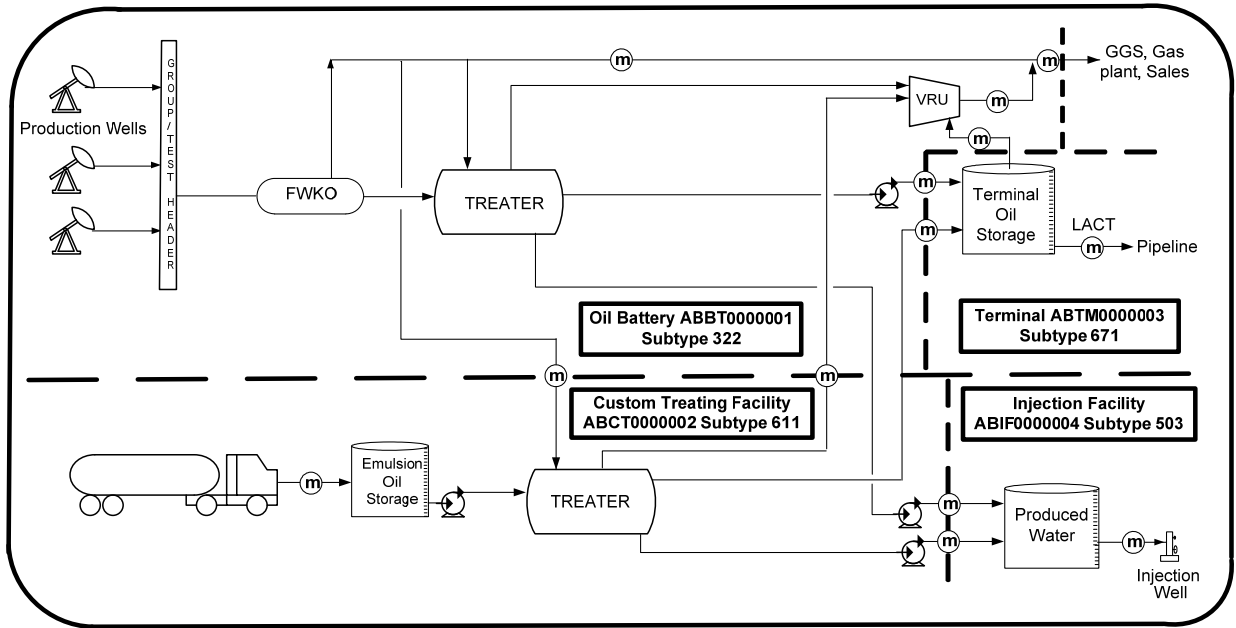 GROUP/TEST HEADER
Production Wells
FWKO
TREATER
m
m
GGS, Gas
plant, Sales
VRU
m
m
m
m
Terminal
Oil
Storage
LACT
m
Pipeline
Oil Battery ABBT0000001
Subtype 322
Terminal ABTM0000003
Subtype 671
m
m
Custom Treating Facility
ABCT0000002 Subtype 611
Injection Facility
ABIF0000004 Subtype 503
m
Emulsion
Oil
Storage
TREATER
m
m
Produced
Water
m
Injection
Well